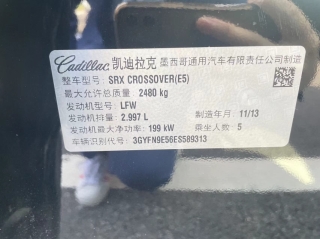 Cadillac 凯迪拉克 墨西哥通用汽车有限责任公司制造
整车型号: SRX CROSSOVER(E5)
最大允许总质量 2480 kg
发动机型号: LFW
发动机排量: 2.997 L 制造年月: 11/13
发动机最大净功率: 199 kW 乘坐人数: 5
车辆识别代号: 3GYFN9E56ES589313